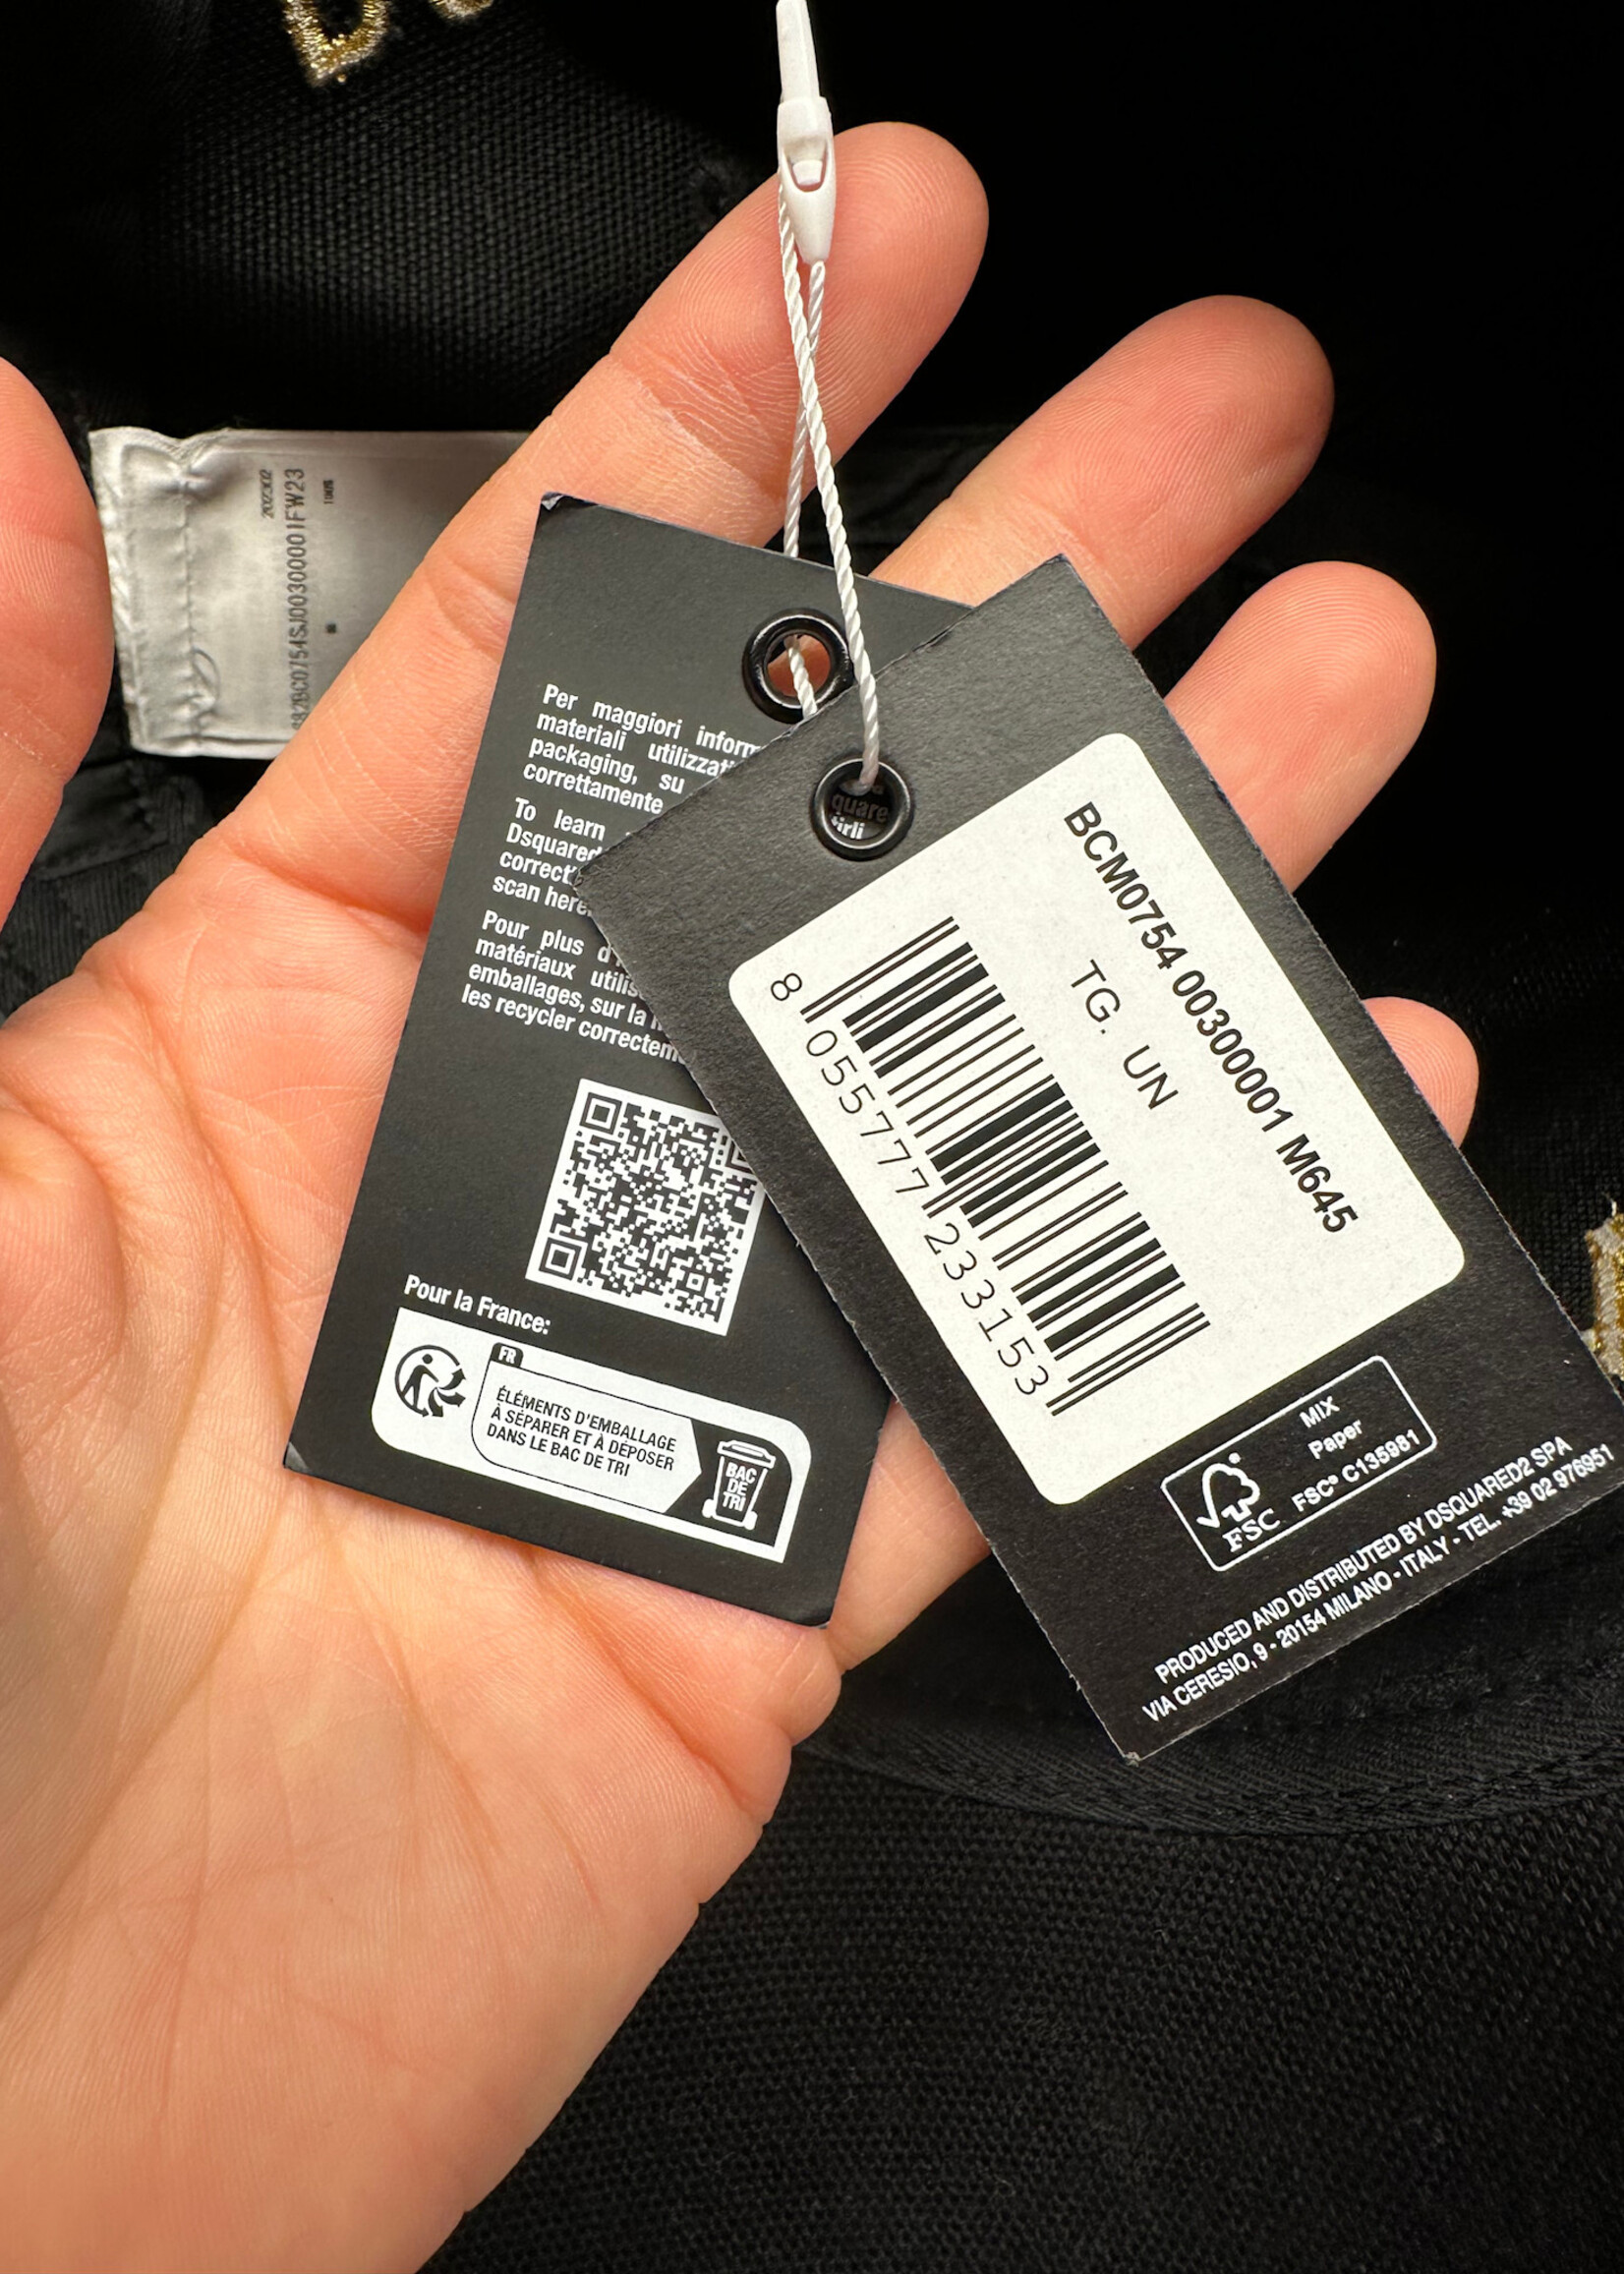 FW23
100%
Per maggiori inform
materiali utilizzati
packaging, su
correttamente
To learn
Dsquared
correct
scan here
Pour plus d'
matériaux utilis
emballages, sur la
les recycler correctem
Pour la France:
FR
ÉLÉMENTS D'EMBALLAGE
À SÉPARER ET À DÉPOSER
DANS LE BAC DE TRI
BAC
DE
TRI
quare
BCM0754 00300001 M645
TG. UN
8 055777 233153
MIX
Paper
FSC® C135981
FSC
PRODUCED AND DISTRIBUTED BY DSQUARED2 SPA
VIA CERESIO, 9 - 20154 MILANO - ITALY - TEL. +39 02 976951